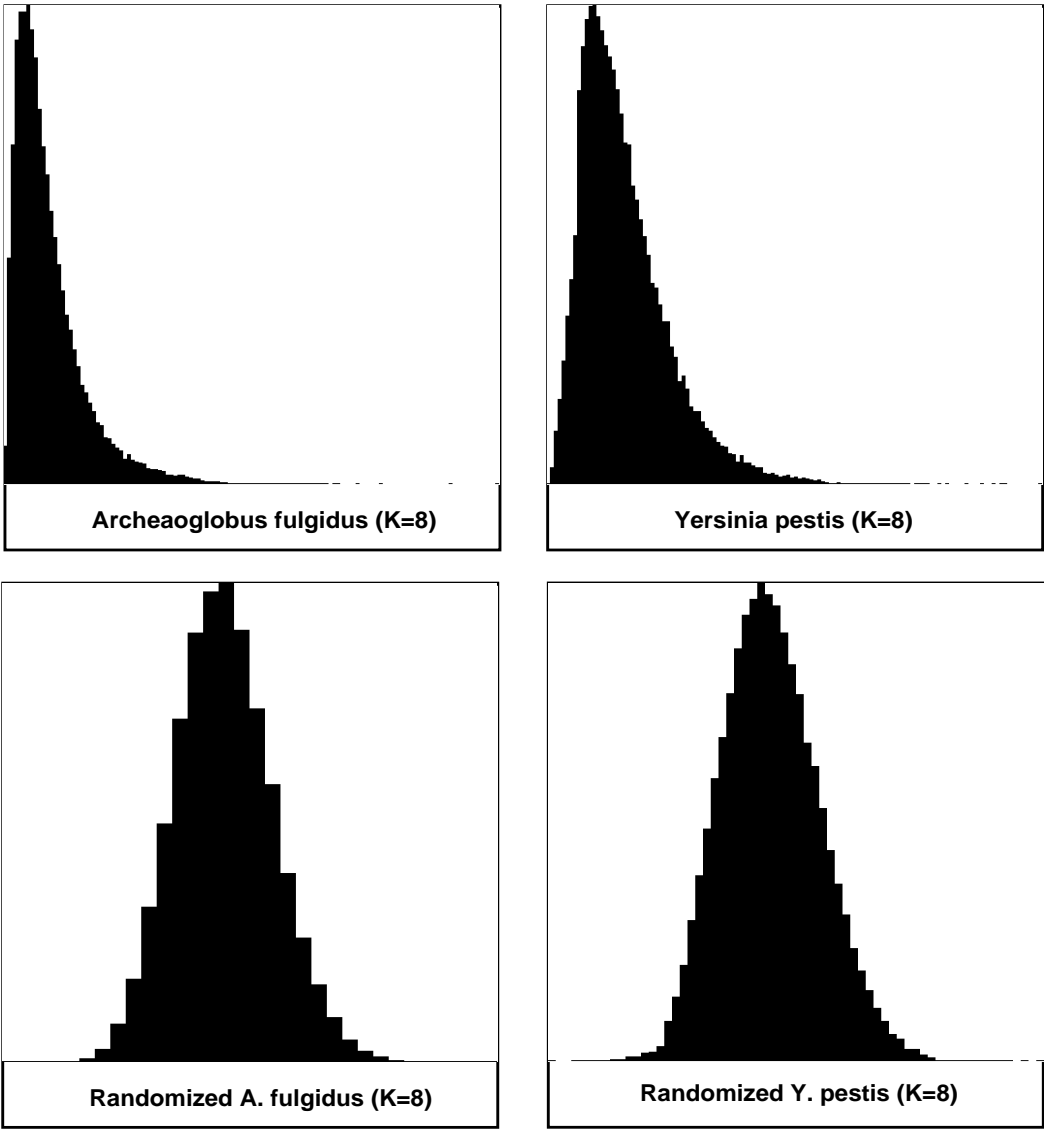 Archeaoglobus fulgidus (K=8)
Yersinia pestis (K=8)
Randomized A. fulgidus (K=8)
Randomized Y. pestis (K=8)